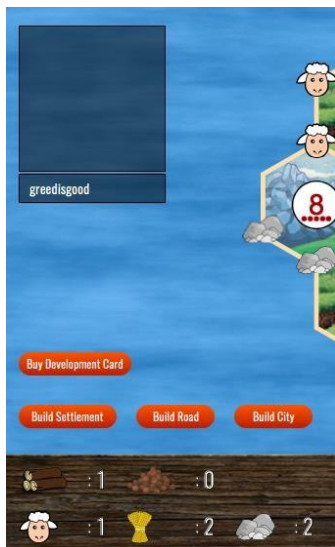 greedisgood
8
Buy Development Card
Build Settlement Build Road Build City
:1 :0
:1 :2 :2